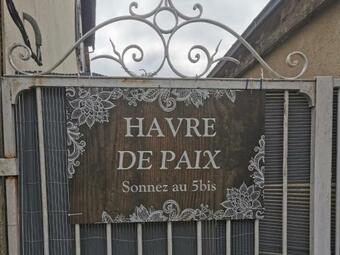 HAVRE
DE PAIX
Sonnez au 5bis